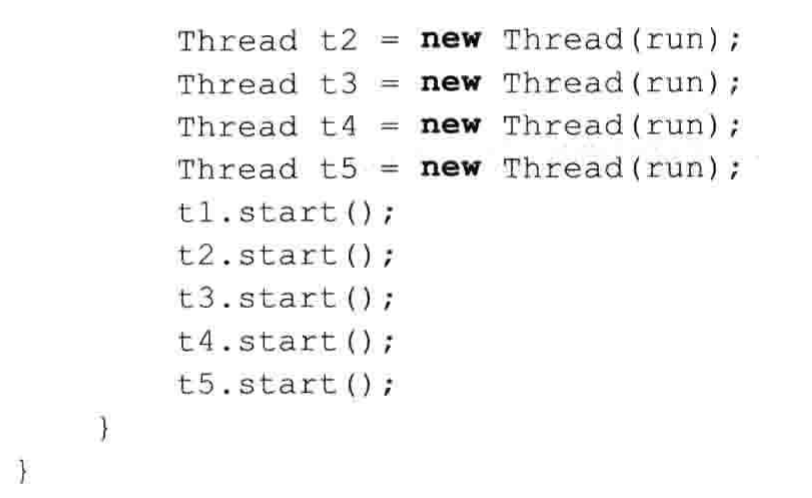 Thread t2 = new Thread(run);
Thread t3 = new Thread(run);
Thread t4 = new Thread(run);
Thread t5 = new Thread(run);
t1.start();
t2.start();
t3.start();
t4.start();
t5.start();
}
}